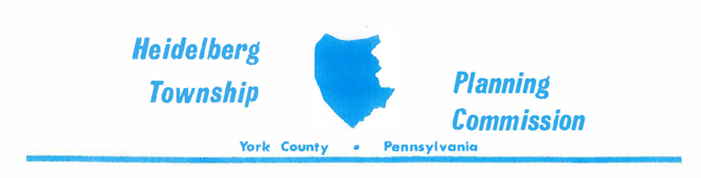 Heidelberg
Township
Planning
Commission
York County ▪ Pennsylvania